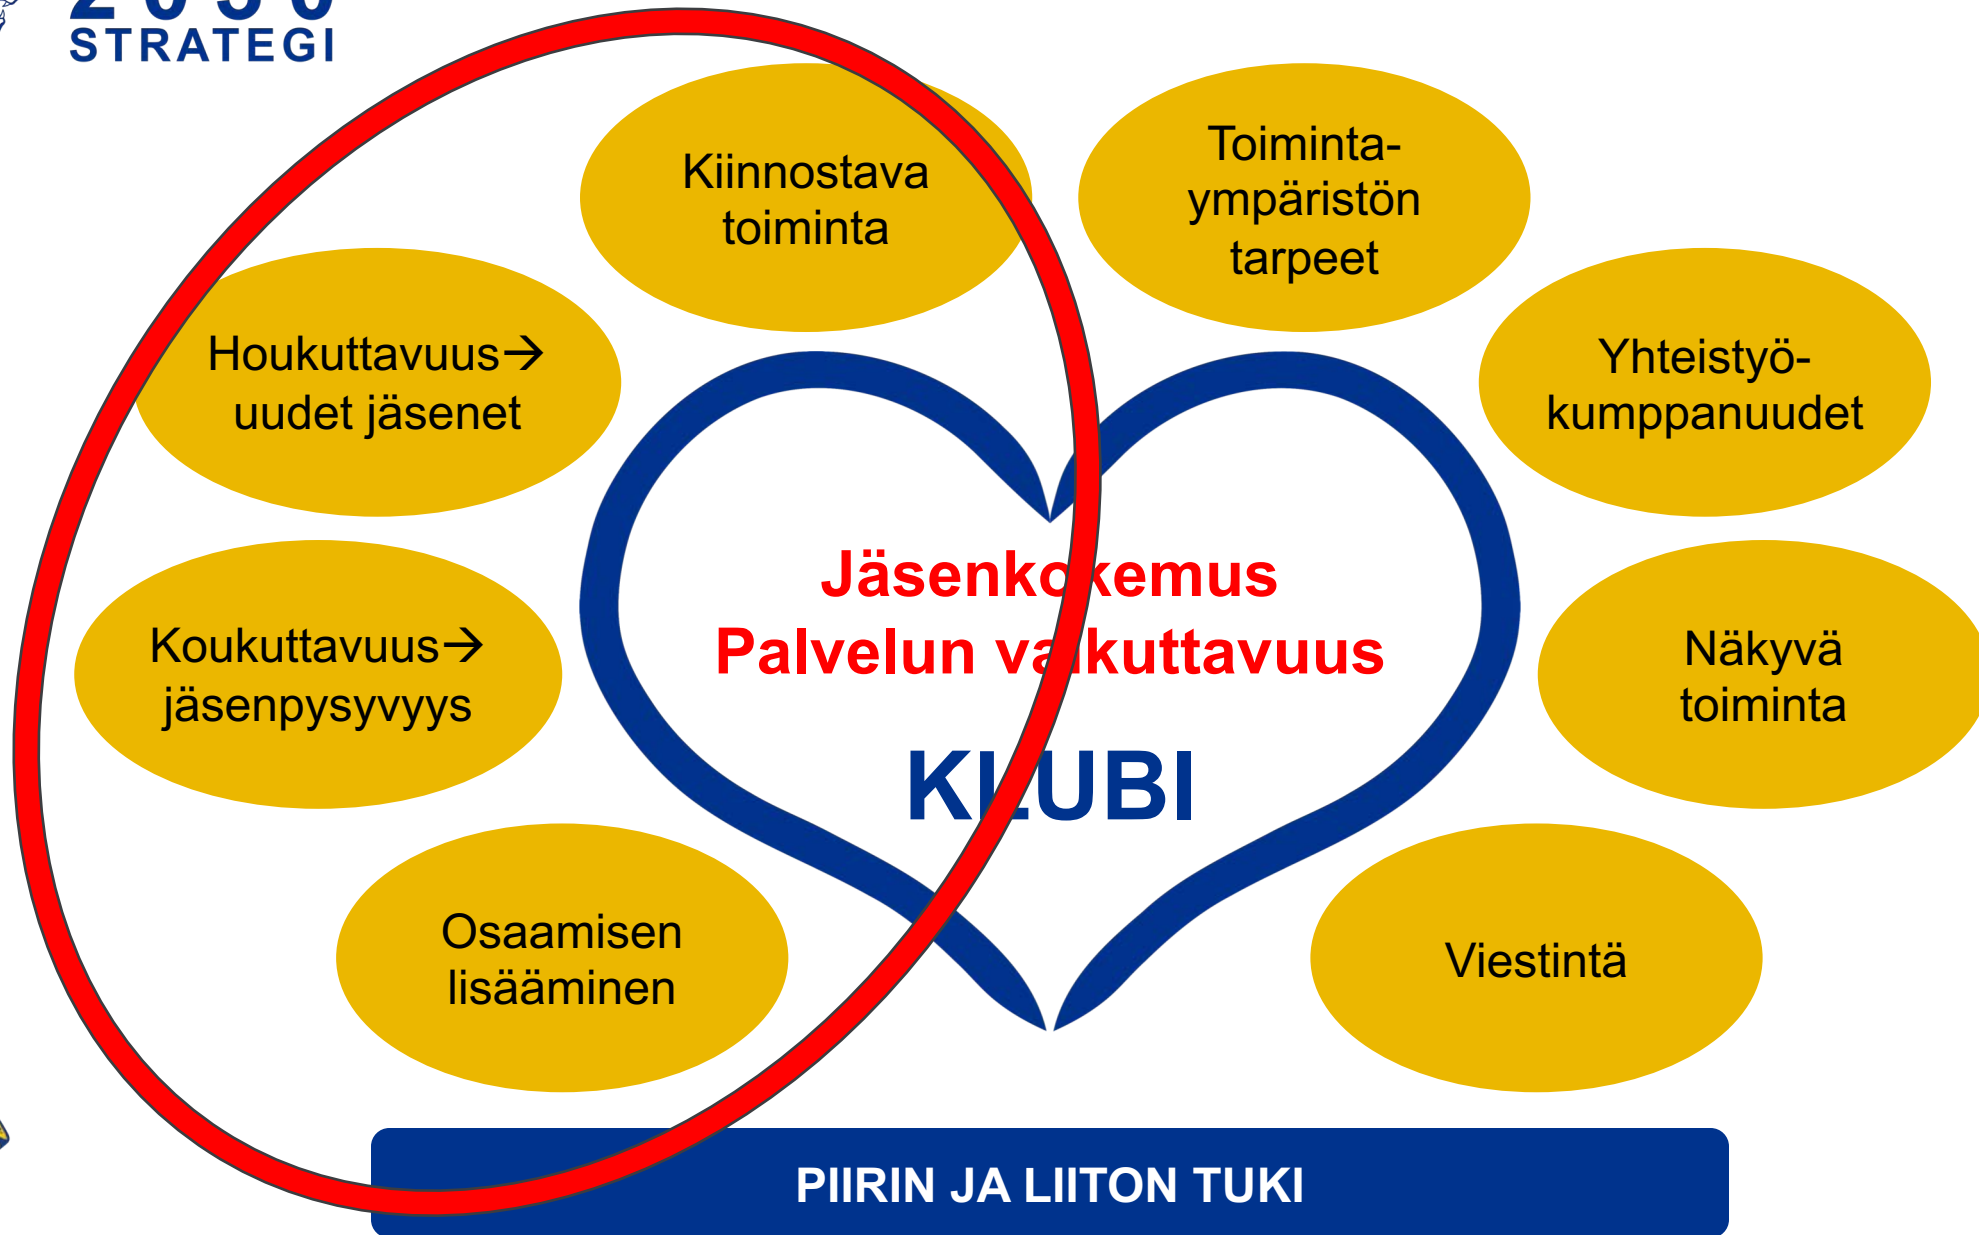 2030
STRATEGI
Kiinnostava
toiminta
Toiminta-
ympäristön
tarpeet
Houkuttavuus→
uudet jäsenet
Yhteistyö-
kumppanuudet
Koukuttavuus→
jäsenpysyvyys
Jäsenkokemus
Palvelun vaikuttavuus
KLUBI
Näkyvä
toiminta
Osaamisen
lisääminen
Viestintä
PIIRIN JA LIITON TUKI